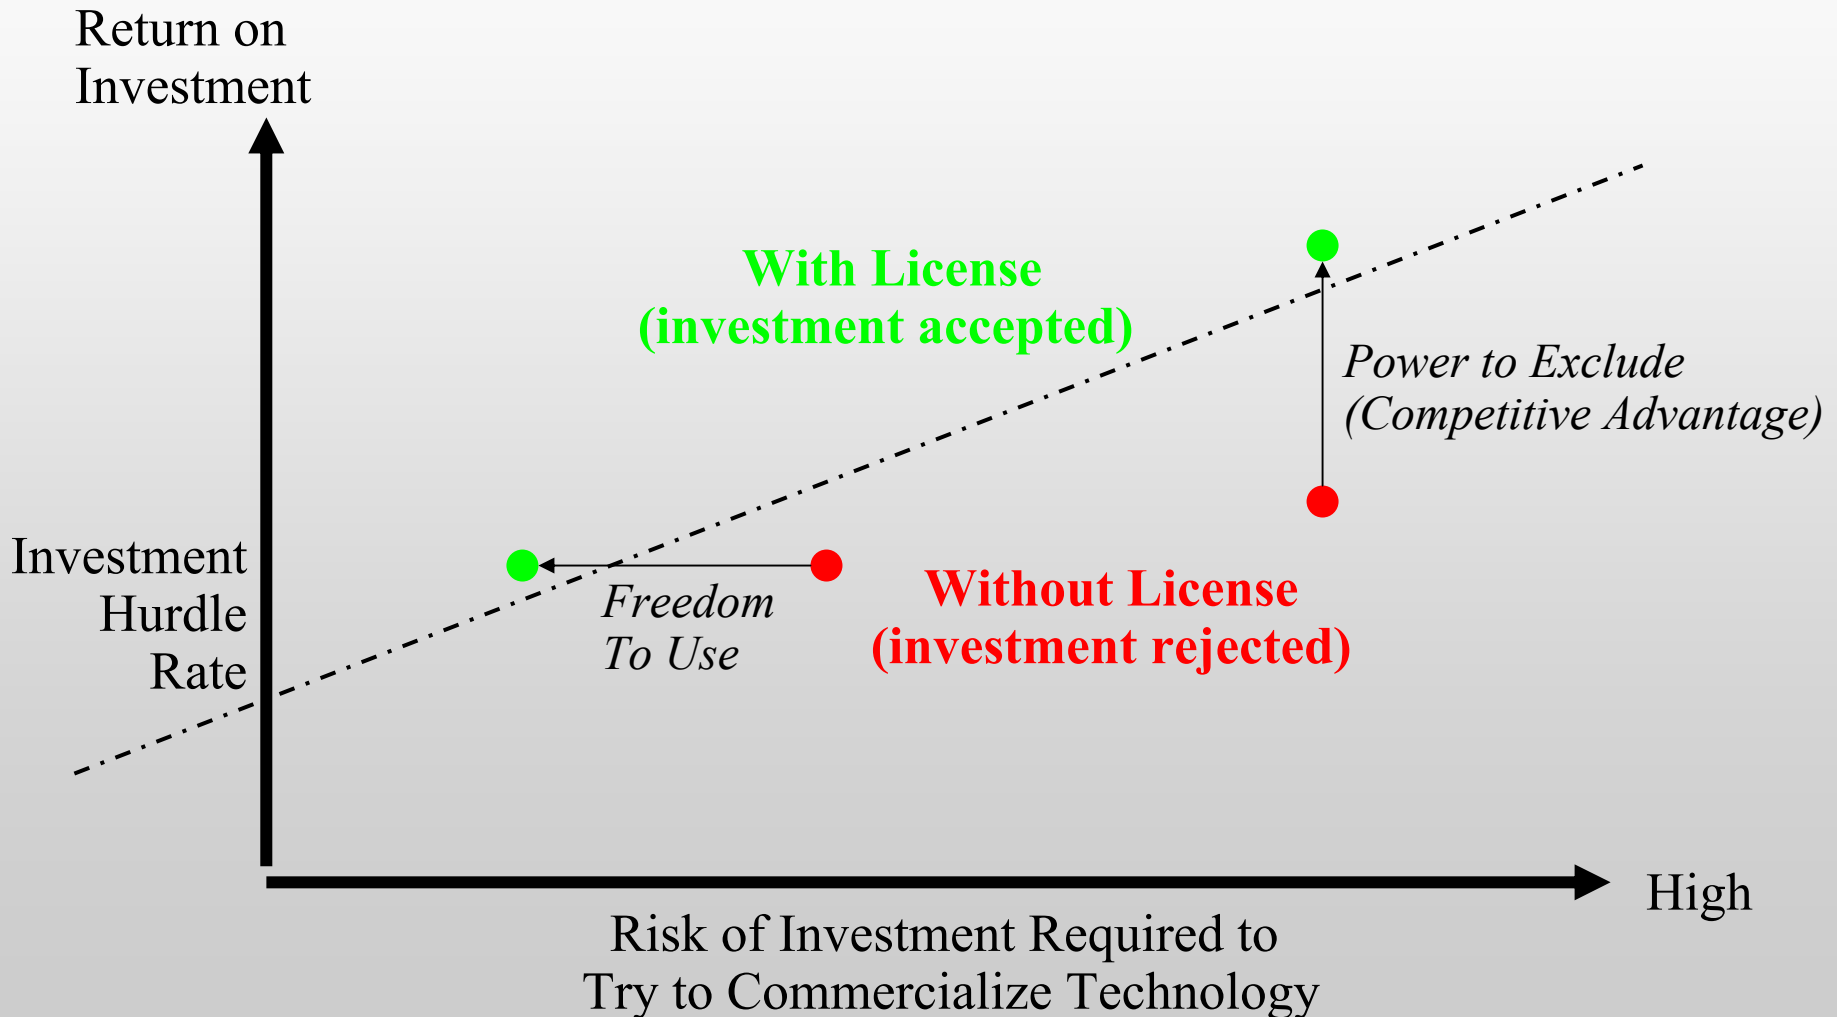 Return on
Investment
With License
(investment accepted)
Power to Exclude
(Competitive Advantage)
Investment
Hurdle
Rate
Freedom
To Use
Without License
(investment rejected)
High
Risk of Investment Required to
Try to Commercialize Technology